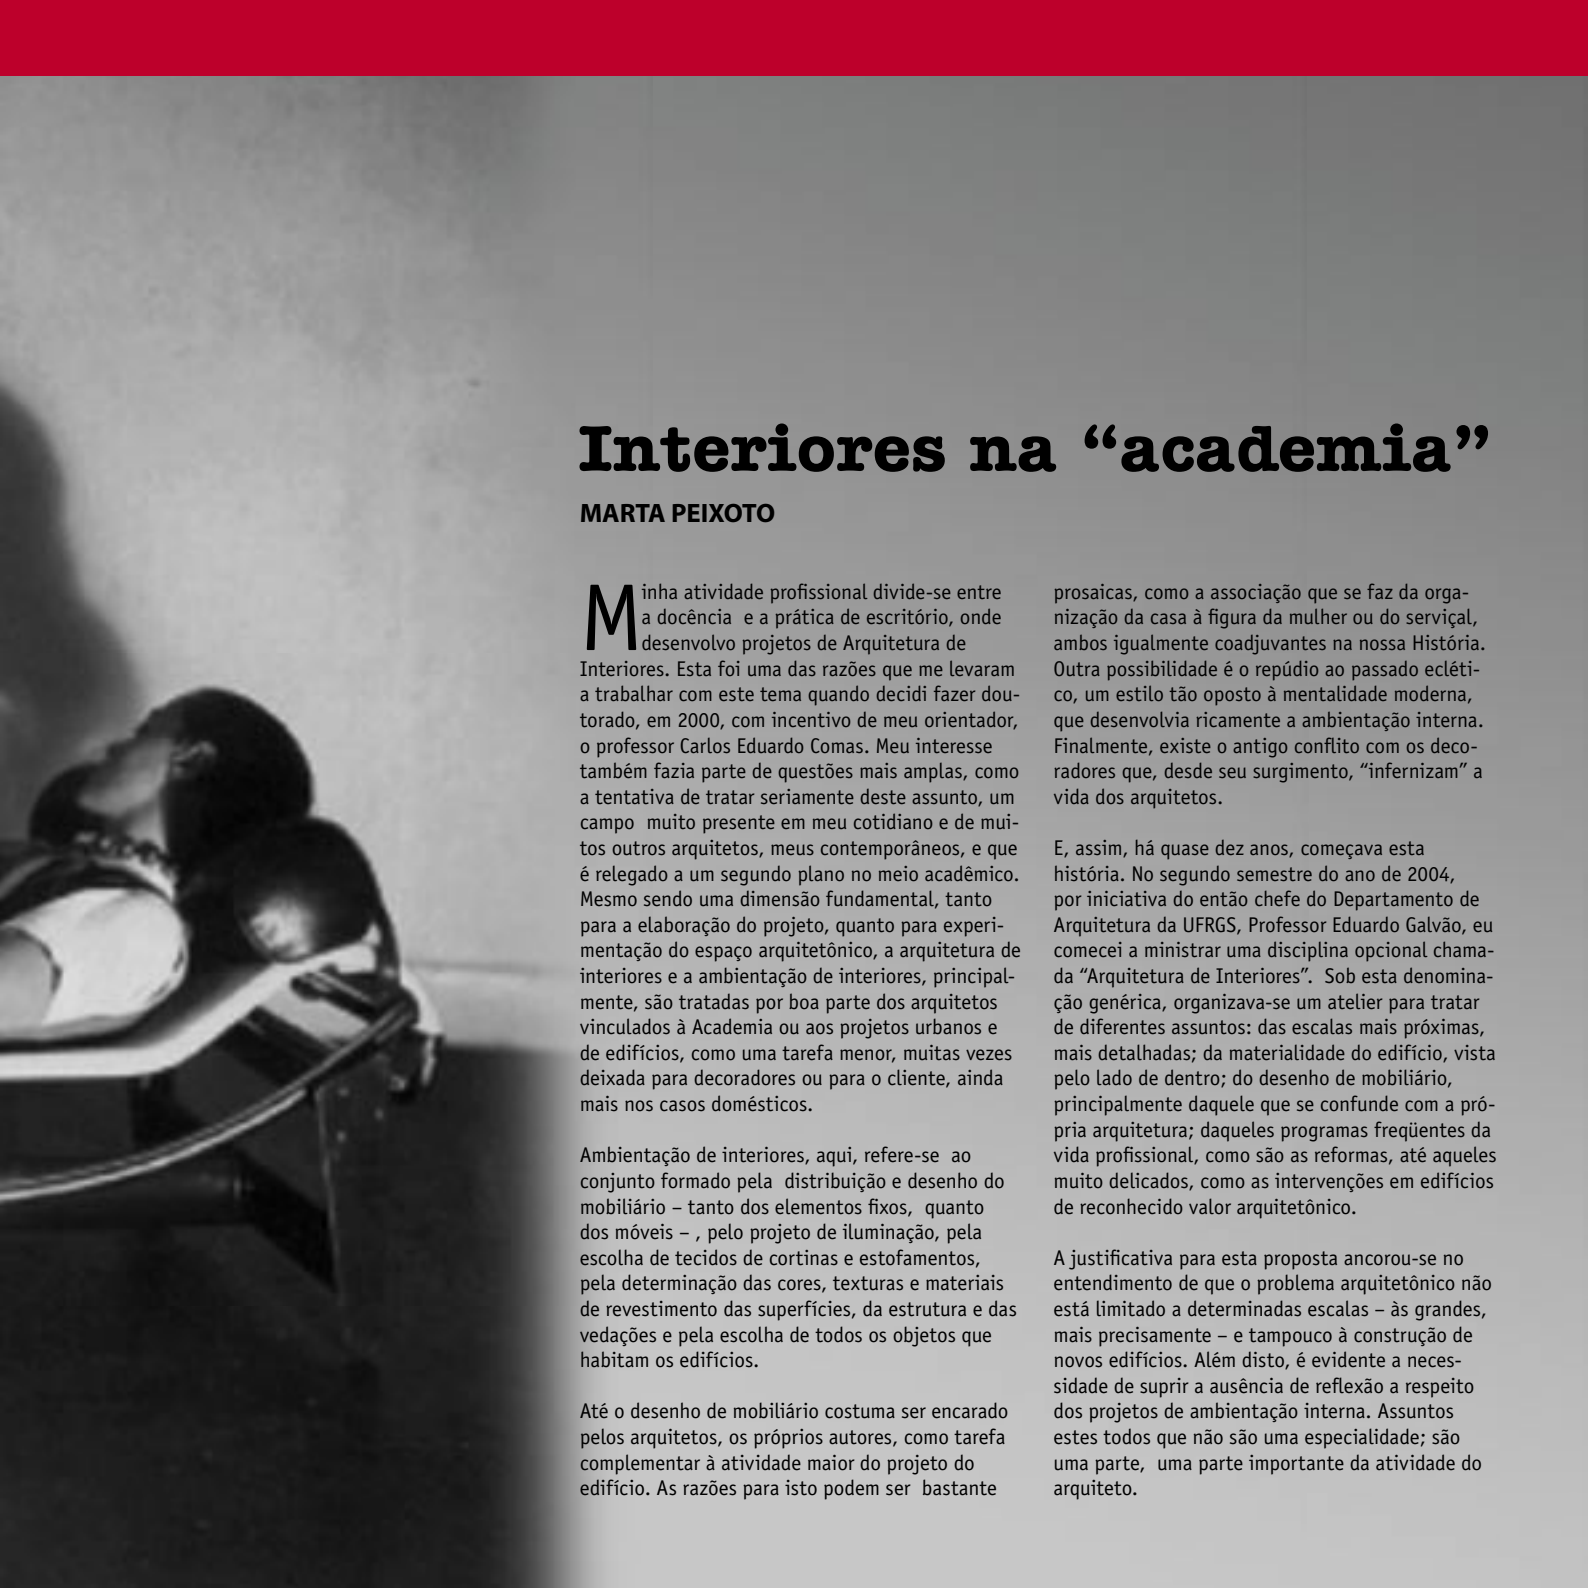 Interiores na “academia”
MARTA PEIXOTO
Minha atividade profissional divide-se entre
a docência e a prática de escritório, onde
desenvolvo projetos de Arquitetura de
Interiores. Esta foi uma das razões que me levaram
a trabalhar com este tema quando decidi fazer dou-
torado, em 2000, com incentivo de meu orientador,
o professor Carlos Eduardo Comas. Meu interesse
também fazia parte de questões mais amplas, como
a tentativa de tratar seriamente deste assunto, um
campo muito presente em meu cotidiano e de mui-
tos outros arquitetos, meus contemporâneos, e que
é relegado a um segundo plano no meio acadêmico.
Mesmo sendo uma dimensão fundamental, tanto
para a elaboração do projeto, quanto para experi-
mentação do espaço arquitetônico, a arquitetura de
interiores e a ambientação de interiores, principal-
mente, são tratadas por boa parte dos arquitetos
vinculados à Academia ou aos projetos urbanos e
de edifícios, como uma tarefa menor, muitas vezes
deixada para decoradores ou para o cliente, ainda
mais nos casos domésticos.
Ambientação de interiores, aqui, refere-se ao
conjunto formado pela distribuição e desenho do
mobiliário – tanto dos elementos fixos, quanto
dos móveis – , pelo projeto de iluminação, pela
escolha de tecidos de cortinas e estofamentos,
pela determinação das cores, texturas e materiais
de revestimento das superfícies, da estrutura e das
vedações e pela escolha de todos os objetos que
habitam os edifícios.
Até o desenho de mobiliário costuma ser encarado
pelos arquitetos, os próprios autores, como tarefa
complementar à atividade maior do projeto do
edifício. As razões para isto podem ser bastante
prosaicas, como a associação que se faz da orga-
nização da casa à figura da mulher ou do serviçal,
ambos igualmente coadjuvantes na nossa História.
Outra possibilidade é o repúdio ao passado ecléti-
co, um estilo tão oposto à mentalidade moderna,
que desenvolvia ricamente a ambientação interna.
Finalmente, existe o antigo conflito com os deco-
radores que, desde seu surgimento, “infernizam” a
vida dos arquitetos.
E, assim, há quase dez anos, começava esta
história. No segundo semestre do ano de 2004,
por iniciativa do então chefe do Departamento de
Arquitetura da UFRGS, Professor Eduardo Galvão, eu
comecei a ministrar uma disciplina opcional chama-
da “Arquitetura de Interiores”. Sob esta denomina-
ção genérica, organizava-se um atelier para tratar
de diferentes assuntos: das escalas mais próximas,
mais detalhadas; da materialidade do edifício, vista
pelo lado de dentro; do desenho de mobiliário,
principalmente daquele que se confunde com a pró-
pria arquitetura; daqueles programas freqüentes da
vida profissional, como são as reformas, até aqueles
muito delicados, como as intervenções em edifícios
de reconhecido valor arquitetônico.
A justificativa para esta proposta ancorou-se no
entendimento de que o problema arquitetônico não
está limitado a determinadas escalas – às grandes,
mais precisamente – e tampouco à construção de
novos edifícios. Além disto, é evidente a neces-
sidade de suprir a ausência de reflexão a respeito
dos projetos de ambientação interna. Assuntos
estes todos que não são uma especialidade; são
uma parte, uma parte importante da atividade do
arquiteto.